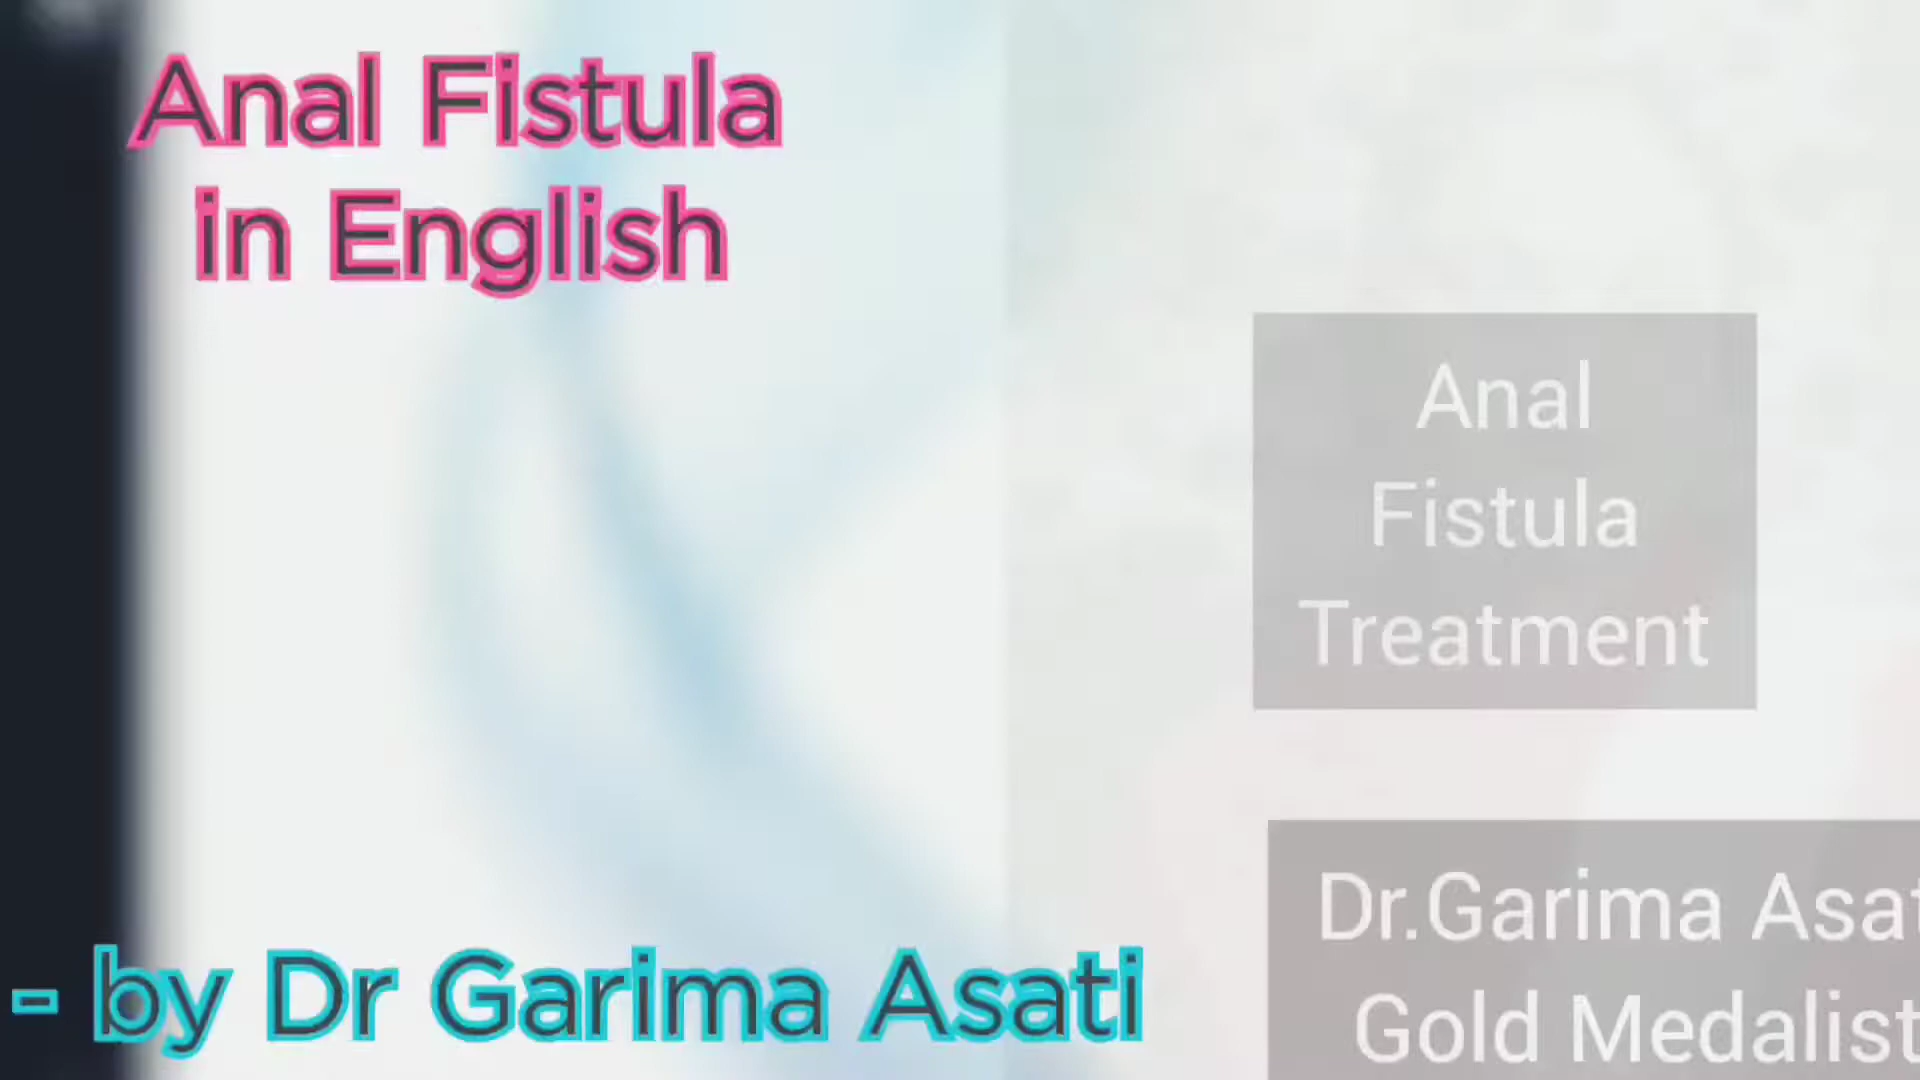 Anal Fistula
in English
Anal
Fistula
Treatment
Dr.Garima Asat
Gold Medalist
- by Dr Garima Asati